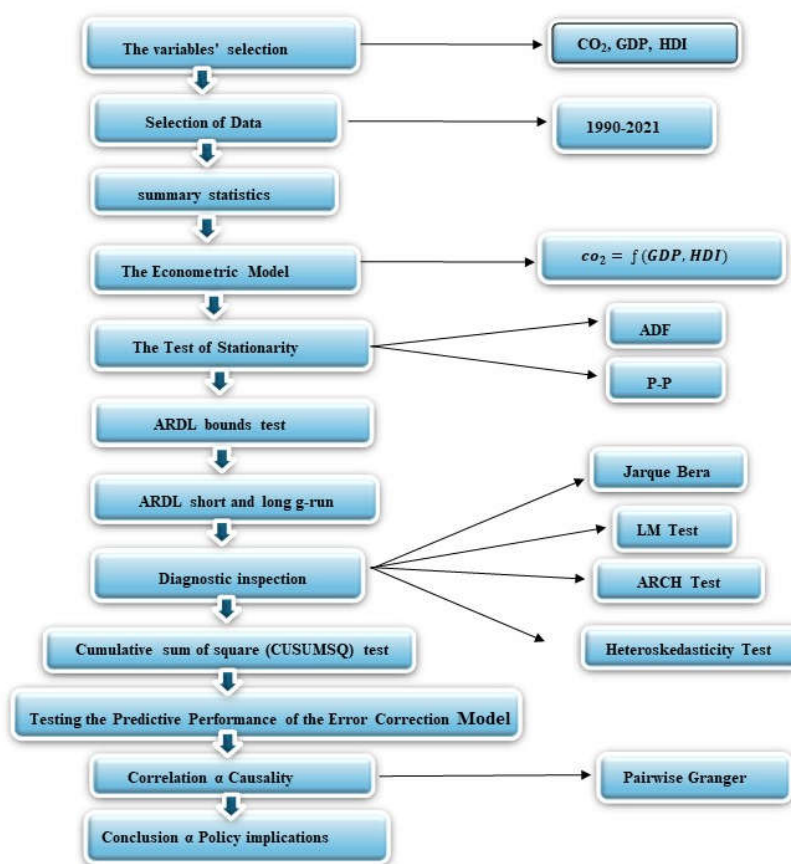 The variables' selection
CO₂, GDP, HDI
Selection of Data
1990-2021
summary statistics
The Econometric Model
co₂ = f(GDP, HDI)
The Test of Stationarity
ADF
P-P
ARDL bounds test
ARDL short and long g-run
Jarque Bera
LM Test
Diagnostic inspection
ARCH Test
Cumulative sum of square (CUSUMSQ) test
Heteroskedasticity Test
Testing the Predictive Performance of the Error Correction Model
Correlation α Causality
Pairwise Granger
Conclusion α Policy implications